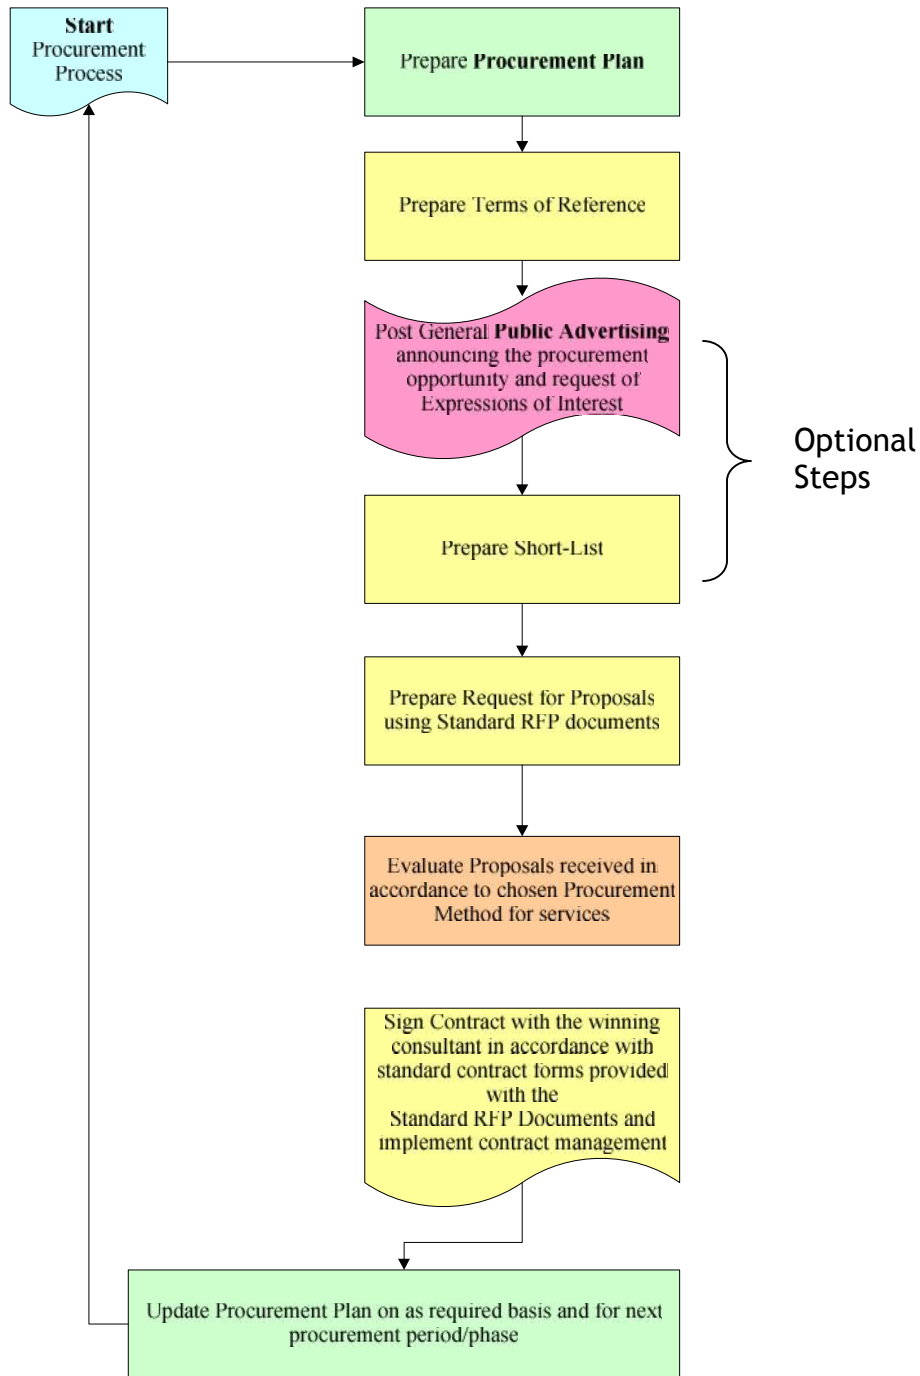 Start
Procurement
Process
Prepare Procurement Plan
Prepare Terms of Reference
Post General Public Advertising
announcing the procurement
opportunity and request of
Expressions of Interest
Optional
Steps
Prepare Short-List
Prepare Request for Proposals
using Standard RFP documents
Evaluate Proposals received in
accordance to chosen Procurement
Method for services
Sign Contract with the winning
consultant in accordance with
standard contract forms provided
with the
Standard RFP Documents and
implement contract management
Update Procurement Plan on as required basis and for next
procurement period/phase